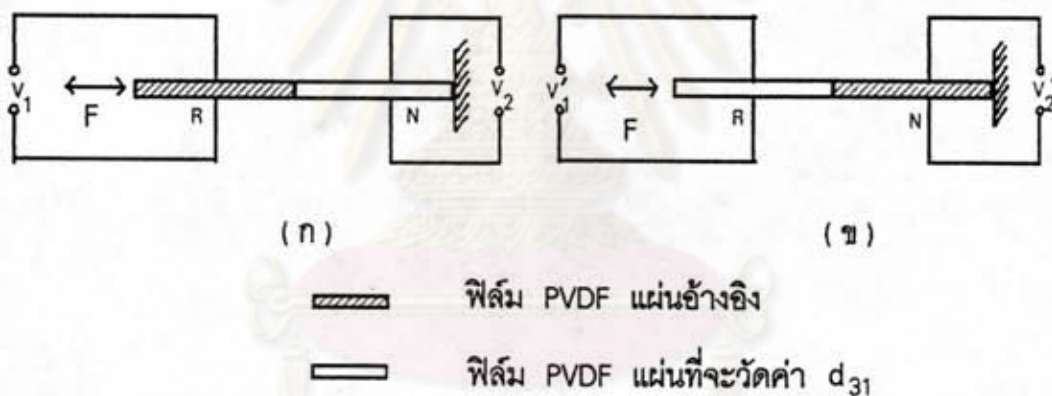 V1 F R N V2 V'1 F R N V'2
(ก) (ข)
ฟิล์ม PVDF แผ่นอ้างอิง
ฟิล์ม PVDF แผ่นที่จะวัดค่า d31